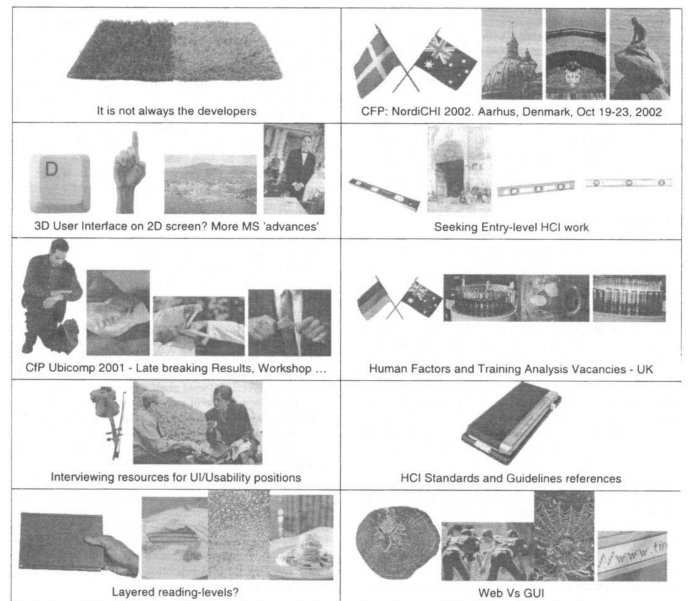 It is not always the developers
CFP: NordiCHI 2002. Aarhus, Denmark, Oct 19-23, 2002
D
3D User Interface on 2D screen? More MS 'advances'
Seeking Entry-level HCI work
CfP Ubicomp 2001 - Late breaking Results, Workshop ...
Human Factors and Training Analysis Vacancies - UK
Interviewing resources for UI/Usability positions
HCI Standards and Guidelines references
//www.tin
Layered reading-levels?
Web Vs GUI